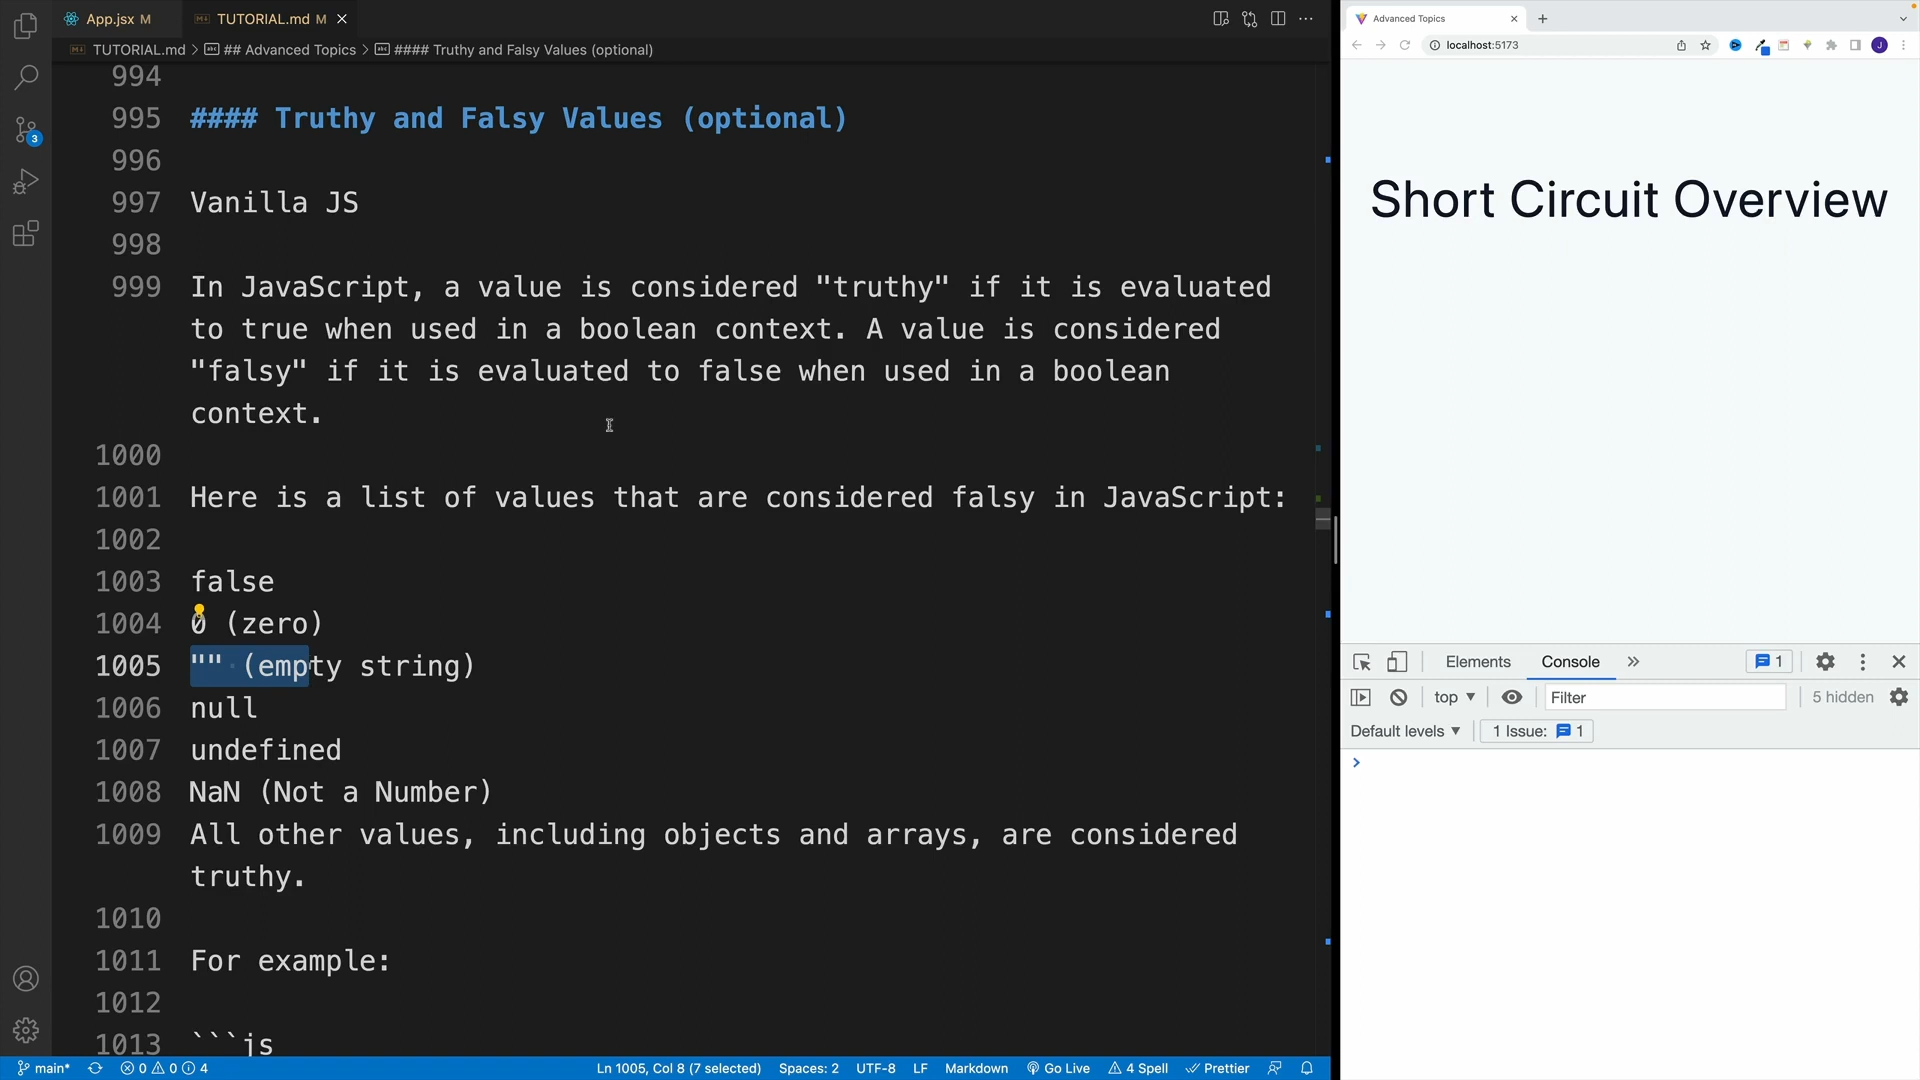 App.jsx M
TUTORIAL.md M
TUTORIAL.md > ## Advanced Topics > #### Truthy and Falsy Values (optional)
994
995 #### Truthy and Falsy Values (optional)
996
997 Vanilla JS
998
999 In JavaScript, a value is considered "truthy" if it is evaluated
to true when used in a boolean context. A value is considered
"falsy" if it is evaluated to false when used in a boolean
context.
1000
1001 Here is a list of values that are considered falsy in JavaScript:
1002
1003 false
1004 0 (zero)
1005 "" (empty string)
1006 null
1007 undefined
1008 NaN (Not a Number)
1009 All other values, including objects and arrays, are considered
truthy.
1010
1011 For example:
1012
1013 ```js
3
main* 0 0 4 Ln 1005, Col 8 (7 selected) Spaces: 2 UTF-8 LF Markdown Go Live 4 Spell Prettier
Advanced Topics
localhost:5173
J
Short Circuit Overview
Elements Console 1
top Filter 5 hidden
Default levels 1 Issue: 1